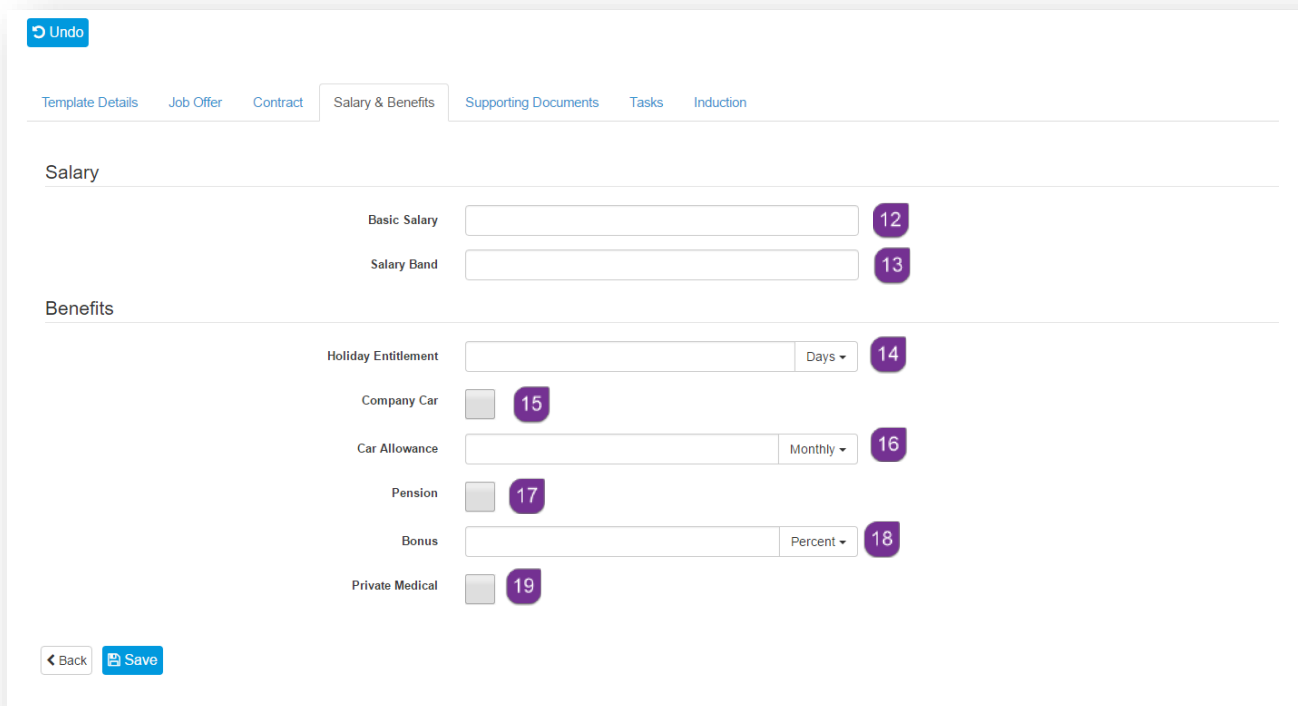 Undo
Template Details Job Offer Contract Salary & Benefits Supporting Documents Tasks Induction
Salary
Basic Salary 12
Salary Band 13
Benefits
Holiday Entitlement Days 14
Company Car 15
Car Allowance Monthly 16
Pension 17
Bonus Percent 18
Private Medical 19
Back Save